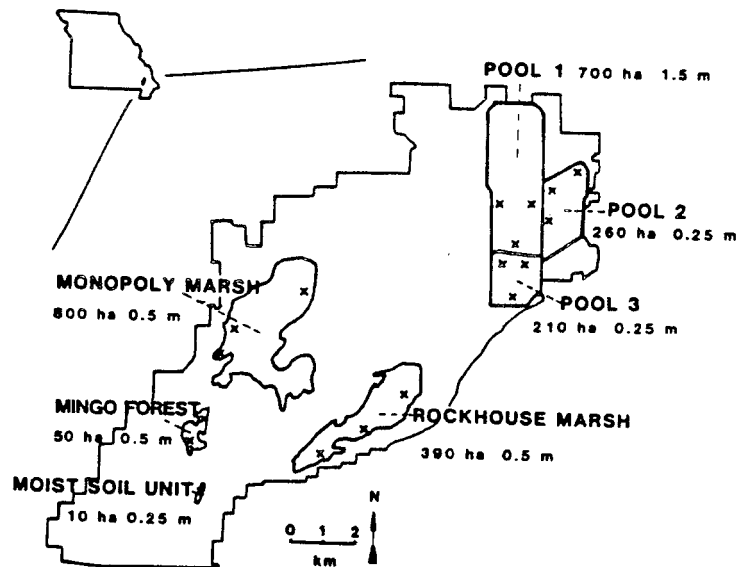 POOL 1 700 ha 1.5 m
POOL 2
260 ha 0.25 m
MONOPOLY MARSH
800 ha 0.5 m
POOL 3
210 ha 0.25 m
MINGO FOREST
50 ha 0.5 m
ROCKHOUSE MARSH
390 ha 0.5 m
MOIST SOIL UNIT
10 ha 0.25 m
N
0 1 2
km